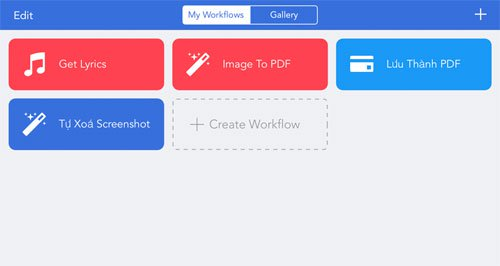 Edit
My Workflows
Gallery
+
Get Lyrics
Image To PDF
Lưu Thành PDF
Tự Xoá Screenshot
+ Create Workflow